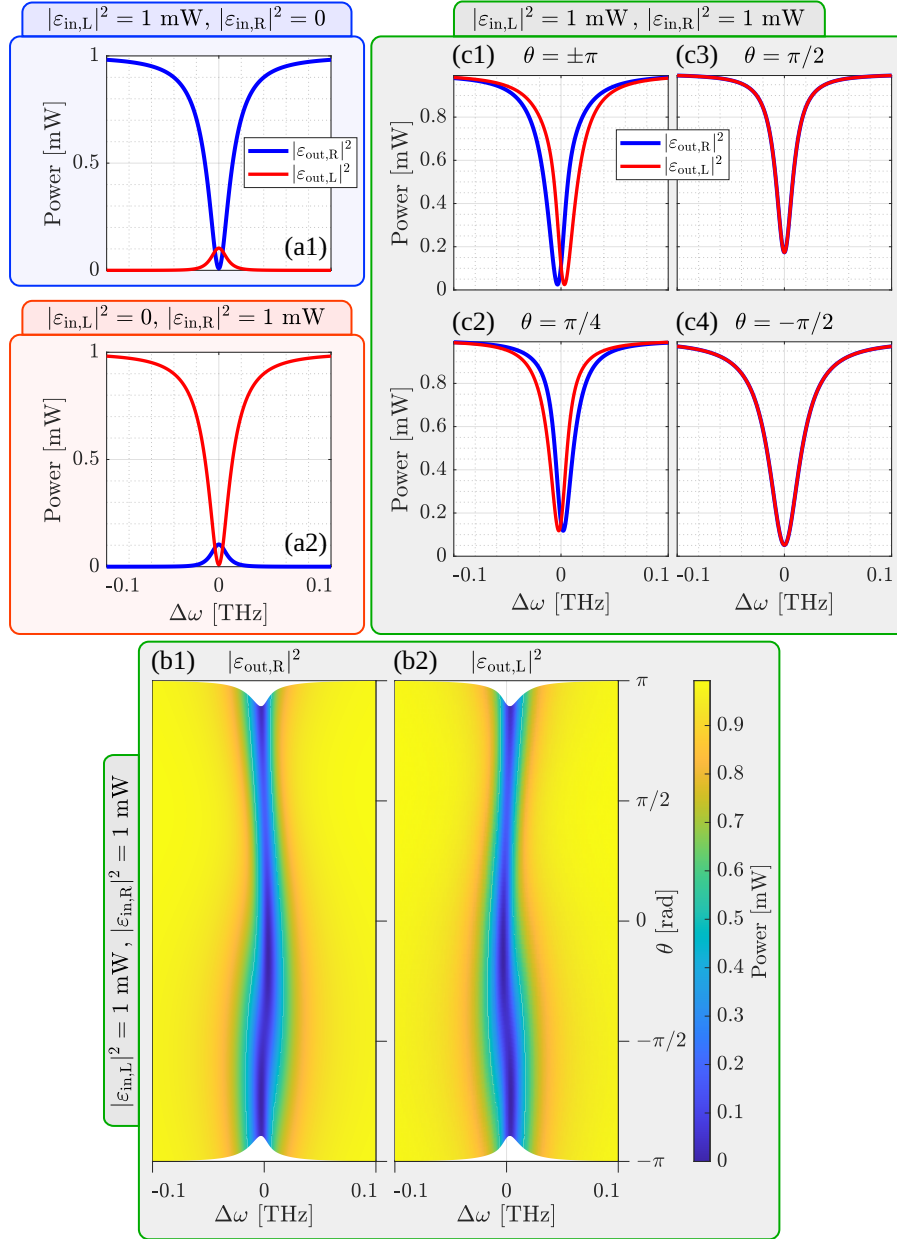 |ε_in,L|² = 1 mW, |ε_in,R|² = 0
1
0.5
0
Power [mW]
|ε_out,R|²
|ε_out,L|²
(a1)
|ε_in,L|² = 0, |ε_in,R|² = 1 mW
1
0.5
0
Power [mW]
(a2)
-0.1
0
0.1
Δω [THz]
|ε_in,L|² = 1 mW, |ε_in,R|² = 1 mW
(c1) θ = ±π
(c3) θ = π/2
0.8
0.6
0.4
0.2
0
Power [mW]
|ε_out,R|²
|ε_out,L|²
(c2) θ = π/4
(c4) θ = −π/2
0.8
0.6
0.4
0.2
0
Power [mW]
-0.1
0
0.1
Δω [THz]
-0.1
0
0.1
Δω [THz]
|ε_in,L|² = 1 mW , |ε_in,R|² = 1 mW
(b1) |ε_out,R|²
(b2) |ε_out,L|²
π
π/2
0
−π/2
−π
θ [rad]
0.9
0.8
0.7
0.6
0.5
0.4
0.3
0.2
0.1
0
Power [mW]
-0.1
0
0.1
Δω [THz]
-0.1
0
0.1
Δω [THz]